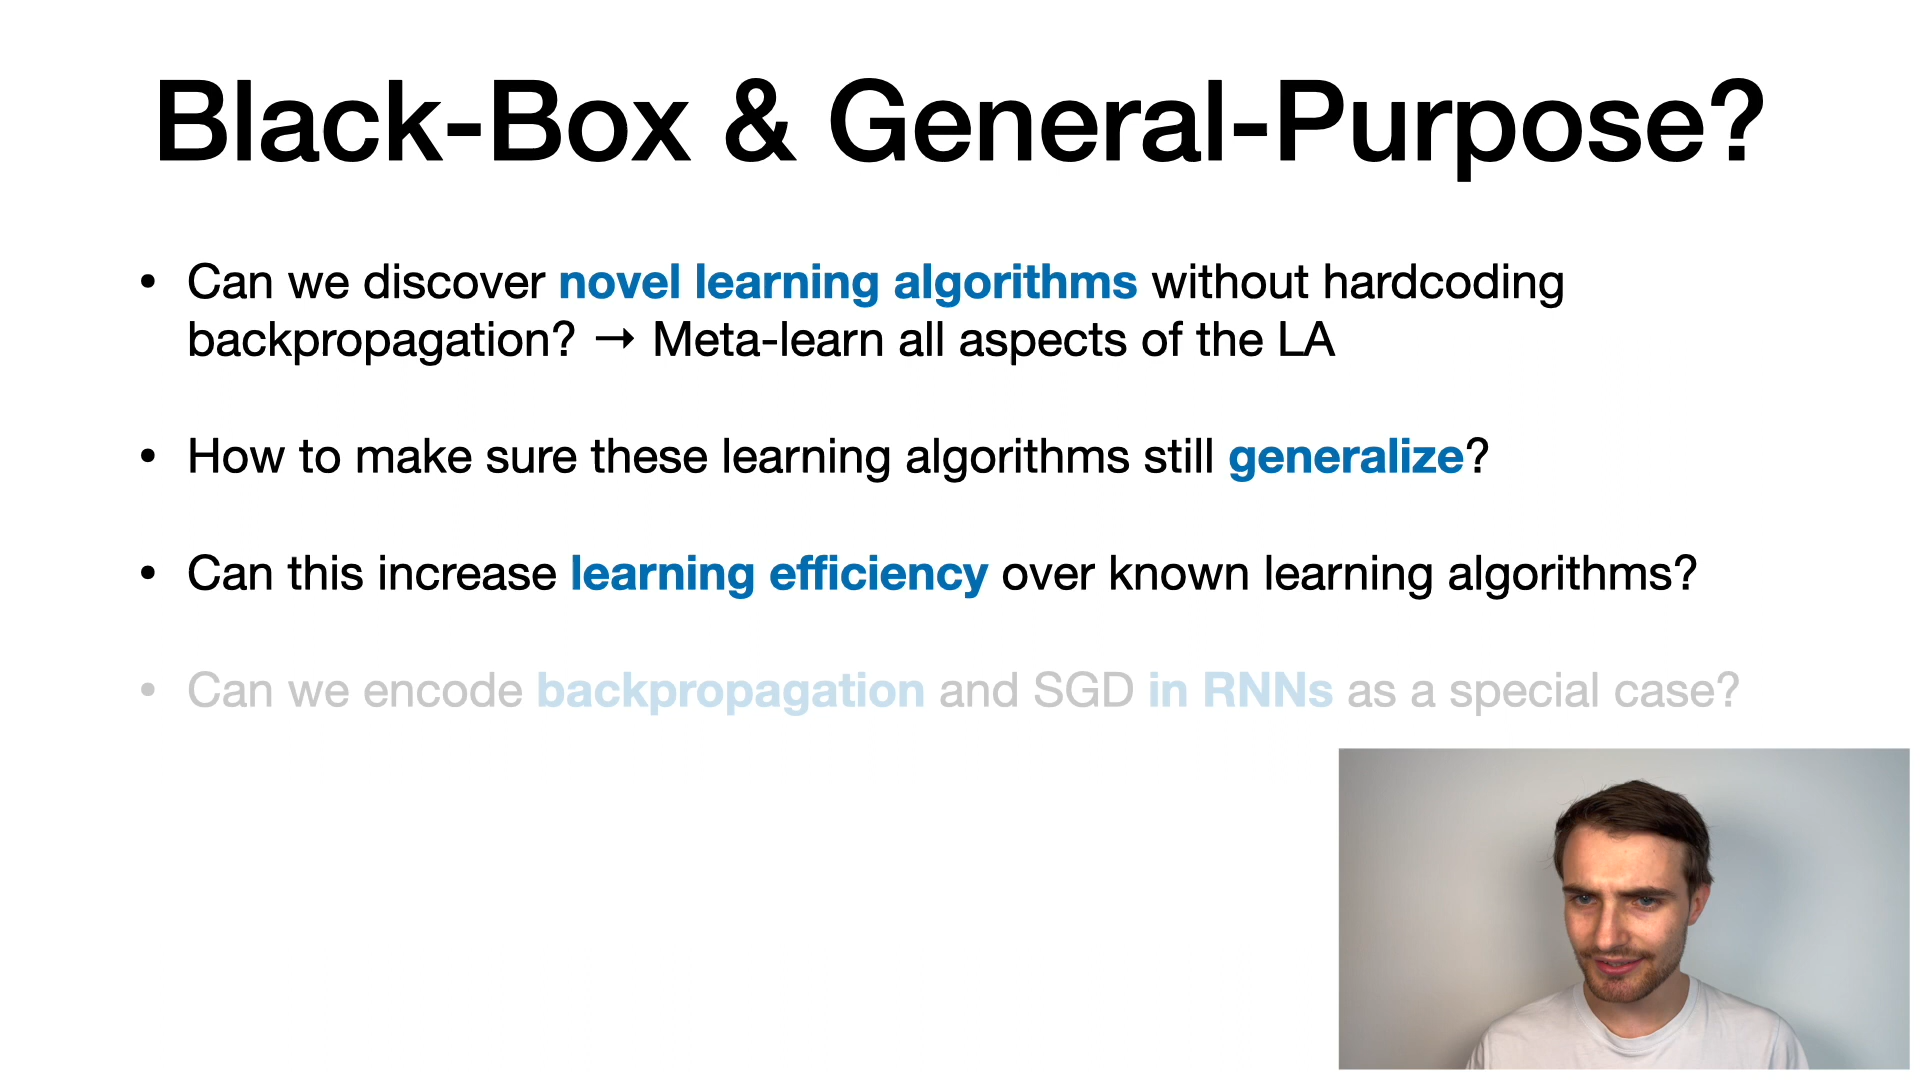 Black-Box & General-Purpose?
• Can we discover novel learning algorithms without hardcoding
backpropagation? → Meta-learn all aspects of the LA
• How to make sure these learning algorithms still generalize?
• Can this increase learning efficiency over known learning algorithms?
• Can we encode backpropagation and SGD in RNNs as a special case?